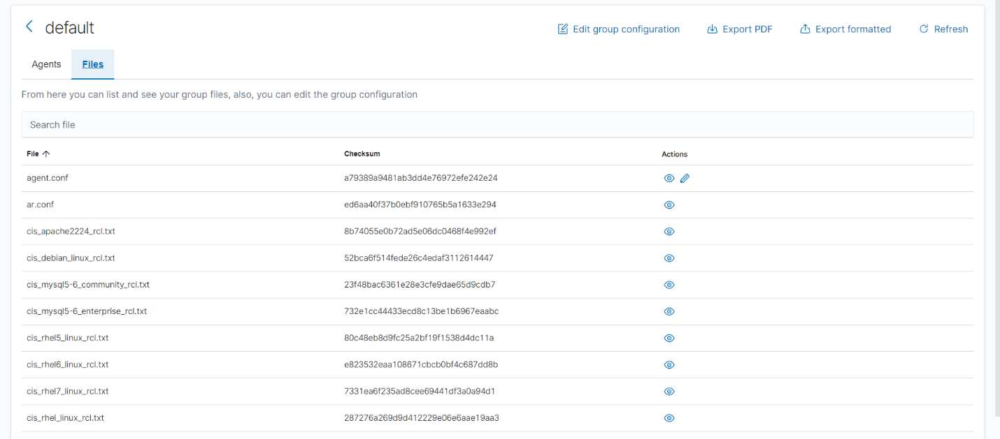 default
Edit group configuration
Export PDF
Export formatted
Refresh
Agents
Files
From here you can list and see your group files, also, you can edit the group configuration
Search file
File Checksum Actions
agent.conf a79389a9481ab3dd4e76972efe242e24
ar.conf ed6aa40f37b0ebf910765b5a1633e294
cis_apache2224_rcl.txt 8b74055e0b72ad5e06dc0468f4e992ef
cis_debian_linux_rcl.txt 52bca6f514fede26c4edaf3112614447
cis_mysql5-6_community_rcl.txt 23f48bac6361e28e3cfe9dae65d9cdb7
cis_mysql5-6_enterprise_rcl.txt 732e1cc44433ecd8c13be1b6967eaabc
cis_rhel5_linux_rcl.txt 80c48eb8d9fc25a2bf19f1538d4dc11a
cis_rhel6_linux_rcl.txt e823532eaa108671cbcb0bf4c687dd8b
cis_rhel7_linux_rcl.txt 7331ea6f235ad8cee69441df3a0a94d1
cis_rhel_linux_rcl.txt 287276a269d9d412229e06e6aae19aa3